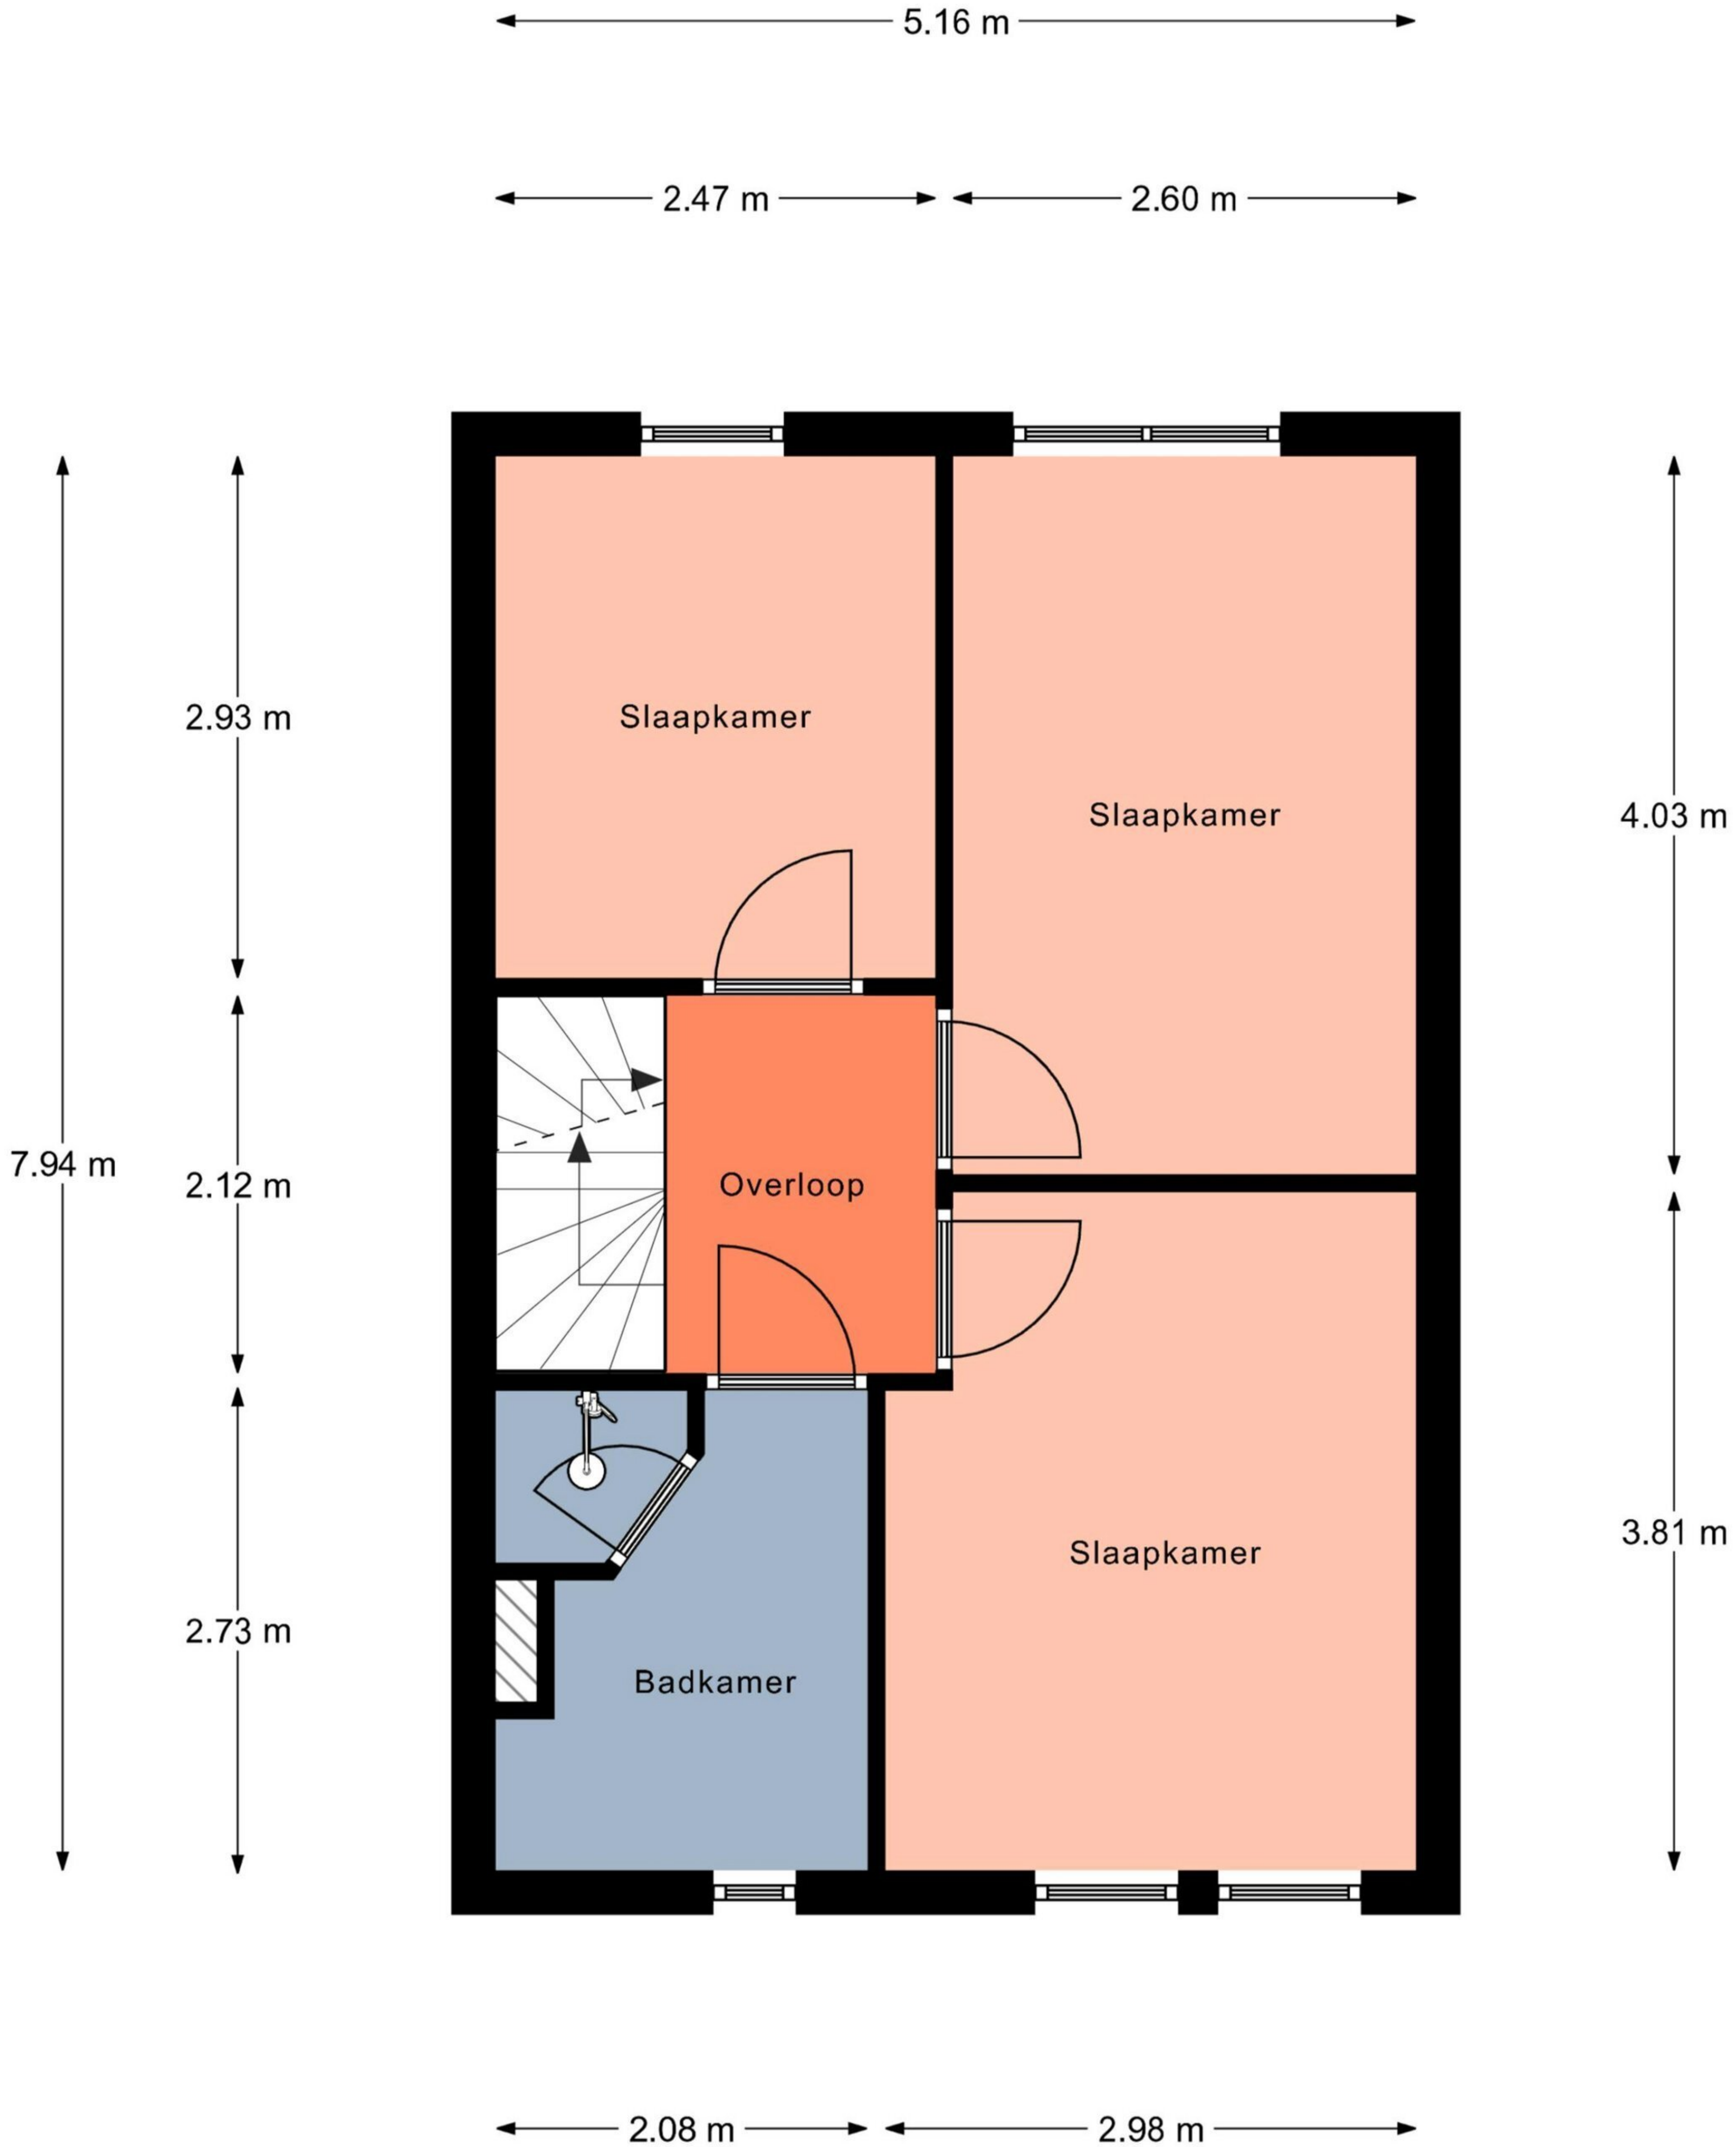 5.16 m
2.47 m
2.60 m
Slaapkamer
2.93 m
Slaapkamer
4.03 m
7.94 m
2.12 m
Overloop
3.81 m
Slaapkamer
2.73 m
Badkamer
2.08 m
2.98 m